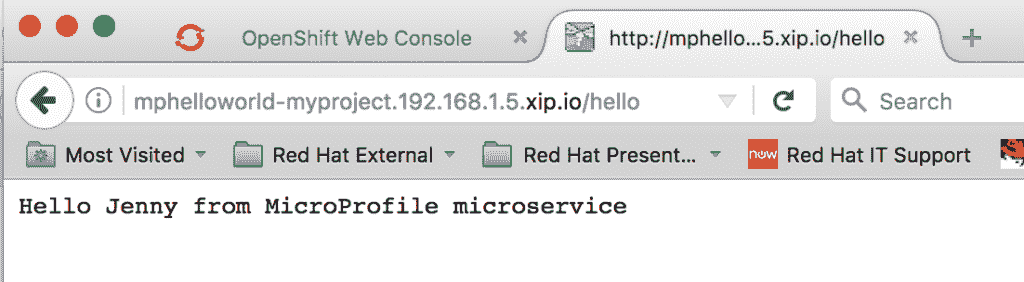 OpenShift Web Console
http://mphello...5.xip.io/hello
mphelloworld-myproject.192.168.1.5.xip.io/hello
Search
Most Visited
Red Hat External
Red Hat Present...
now
Red Hat IT Support
Hello Jenny from MicroProfile microservice